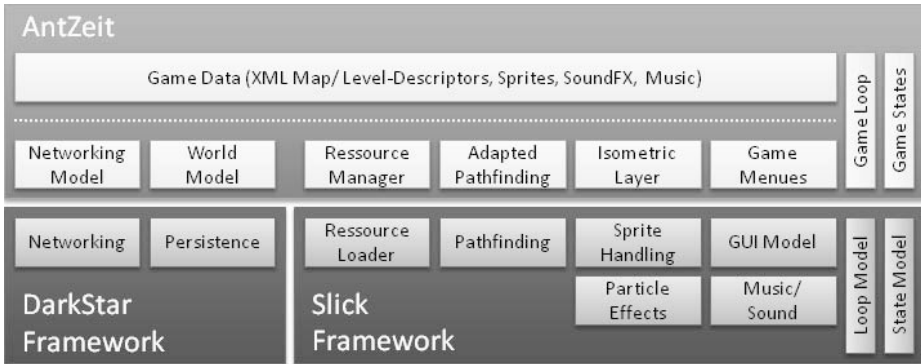 AntZeit
Game Data (XML Map/ Level-Descriptors, Sprites, SoundFX, Music)
Game Loop
Game States
Networking
Model
World
Model
Ressource
Manager
Adapted
Pathfinding
Isometric
Layer
Game
Menues
Networking
Persistence
Ressource
Loader
Pathfinding
Sprite
Handling
GUI Model
Particle
Effects
Music/
Sound
Loop Model
State Model
DarkStar
Framework
Slick
Framework